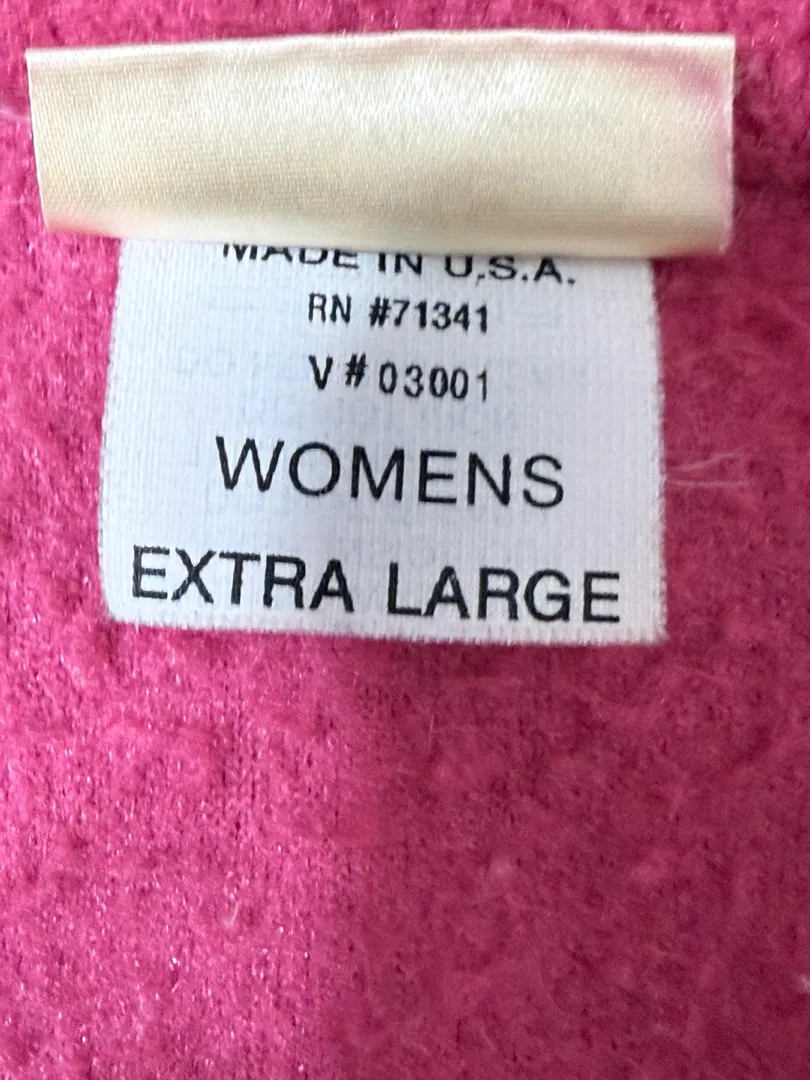 MADE IN U.S.A.
RN #71341
V # 03001
WOMENS
EXTRA LARGE